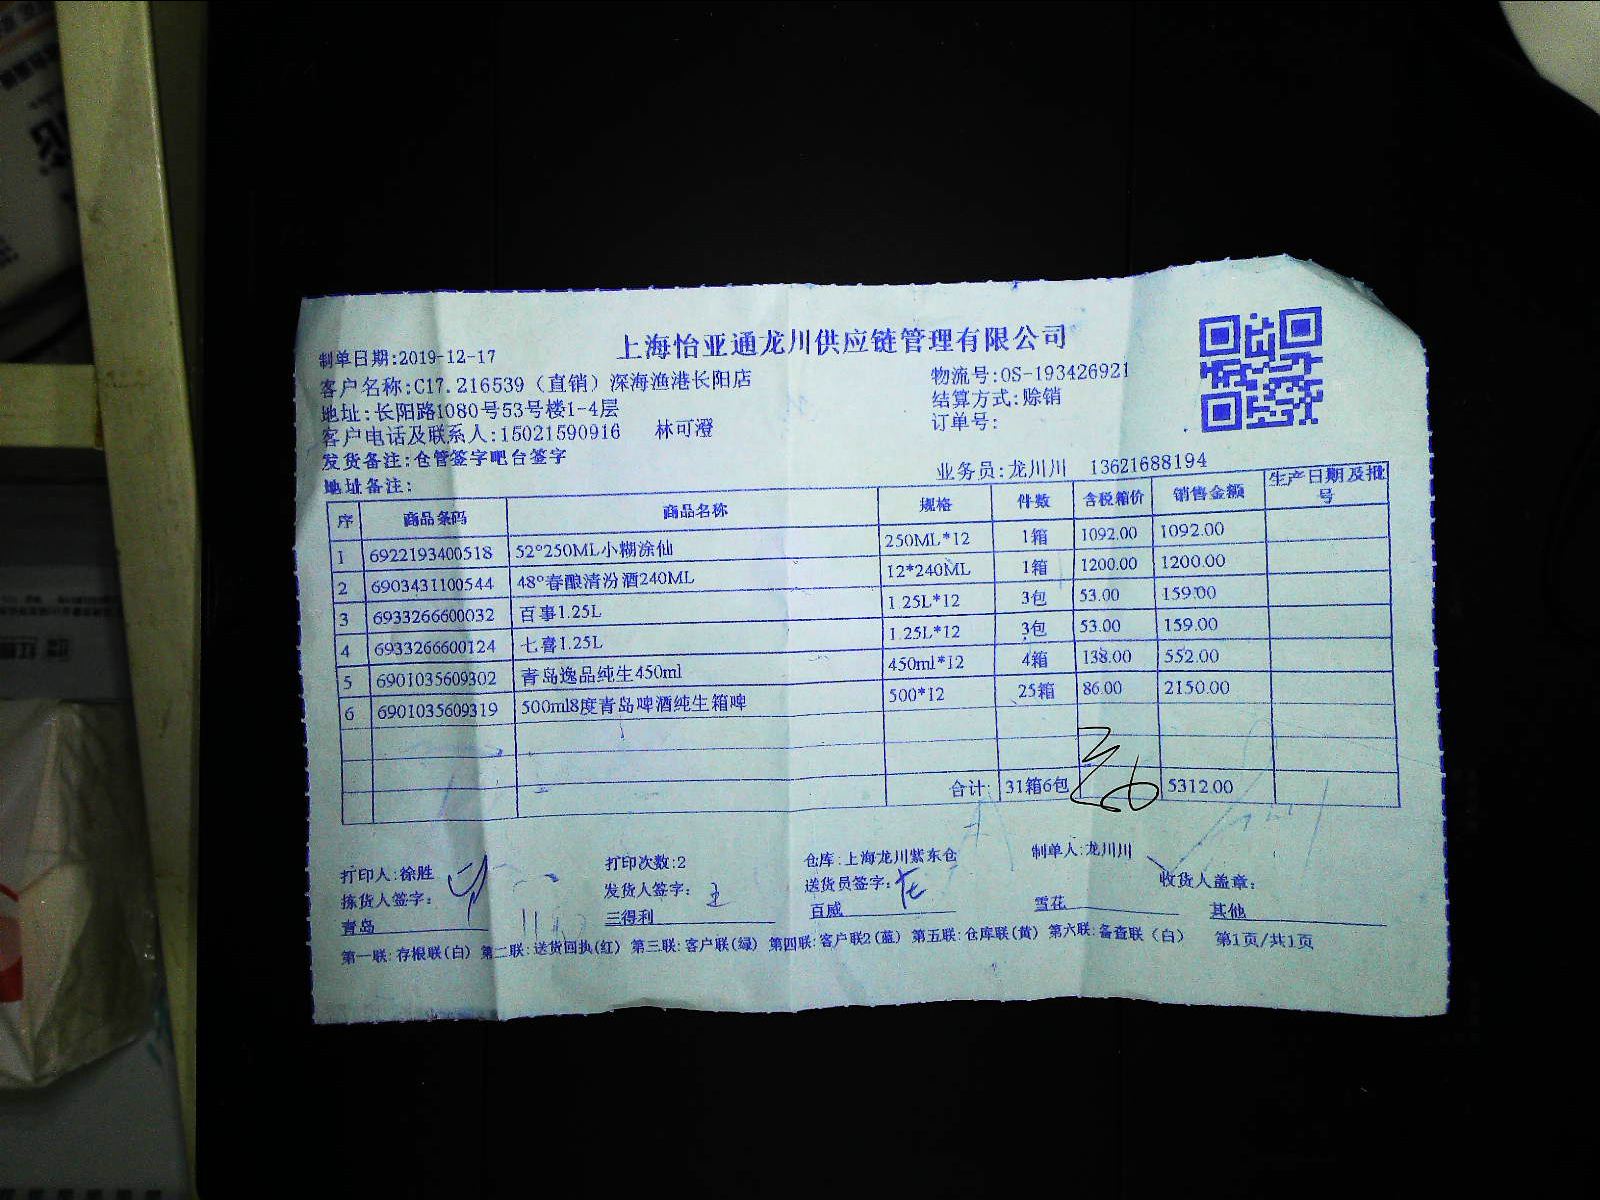 上海怡亚通龙川供应链管理有限公司
制单日期:2019-12-17
客户名称:C17.216539（直销）深海渔港长阳店 物流号:OS-193426921
地址:长阳路1080号53号楼1-4层 结算方式:赊销
客户电话及联系人:15021590916 林可澄 订单号:
发货备注:仓管签字吧台签字
地址备注: 业务员:龙川川 13621688194
序 商品条码 商品名称 规格 件数 含税箱价 销售金额 生产日期及批号
1 6922193400518 52°250ML小糊涂仙 250ML*12 1箱 1092.00 1092.00
2 6903431100544 48°春酿清汾酒240ML 12*240ML 1箱 1200.00 1200.00
3 6933266600032 百事1.25L 1.25L*12 3包 53.00 159.00
4 6933266600124 七喜1.25L 1.25L*12 3包 53.00 159.00
5 6901035609302 青岛逸品纯生450ml 450ml*12 4箱 138.00 552.00
6 6901035609319 500ml8度青岛啤酒纯生箱啤 500*12 25箱 86.00 2150.00
合计: 31箱6包 5312.00
打印人:徐胜 打印次数:2 仓库:上海龙川紫东仓 制单人:龙川川
拣货人签字: 发货人签字: 送货员签字: 收货人盖章:
青岛 三得利 百威 雪花 其他
第一联:存根联(白) 第二联:送货回执(红) 第三联:客户联(绿) 第四联:客户联2(蓝) 第五联:仓库联(黄) 第六联:备查联(白) 第1页/共1页